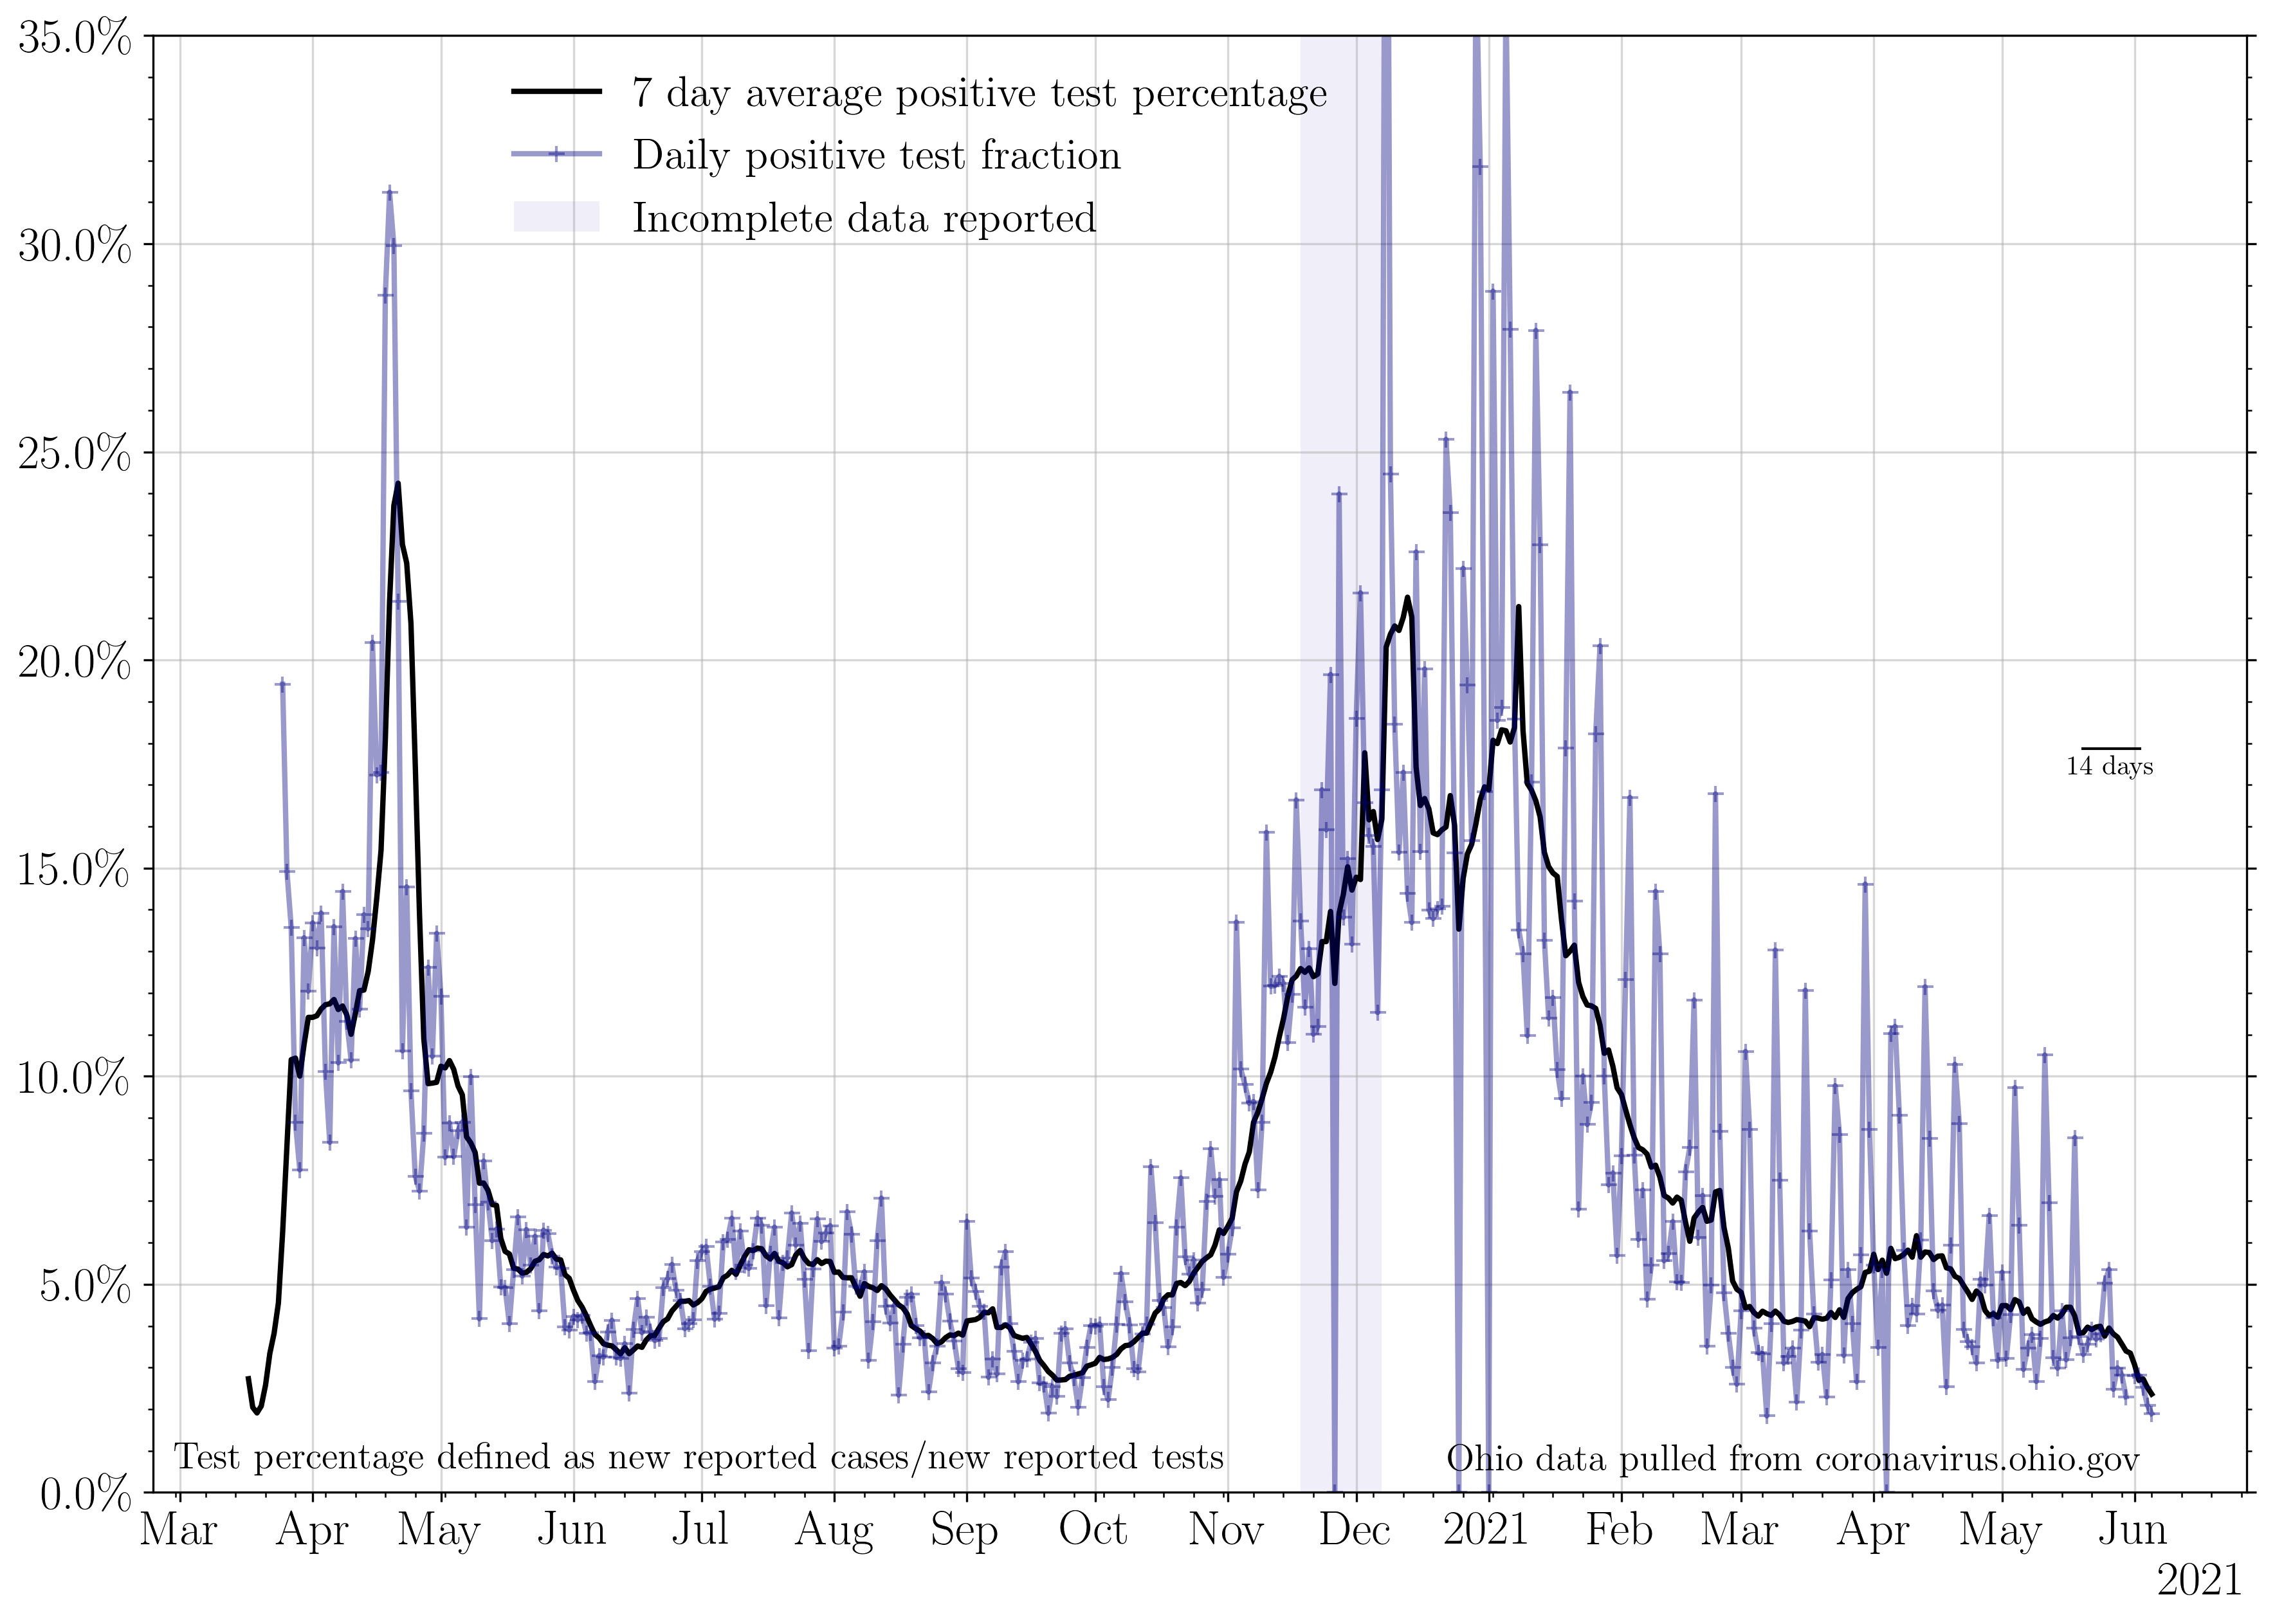 35.0%
30.0%
25.0%
20.0%
15.0%
10.0%
5.0%
0.0%
7 day average positive test percentage
Daily positive test fraction
Incomplete data reported
14 days
Test percentage defined as new reported cases/new reported tests
Ohio data pulled from coronavirus.ohio.gov
Mar Apr May Jun Jul Aug Sep Oct Nov Dec 2021 Feb Mar Apr May Jun
2021